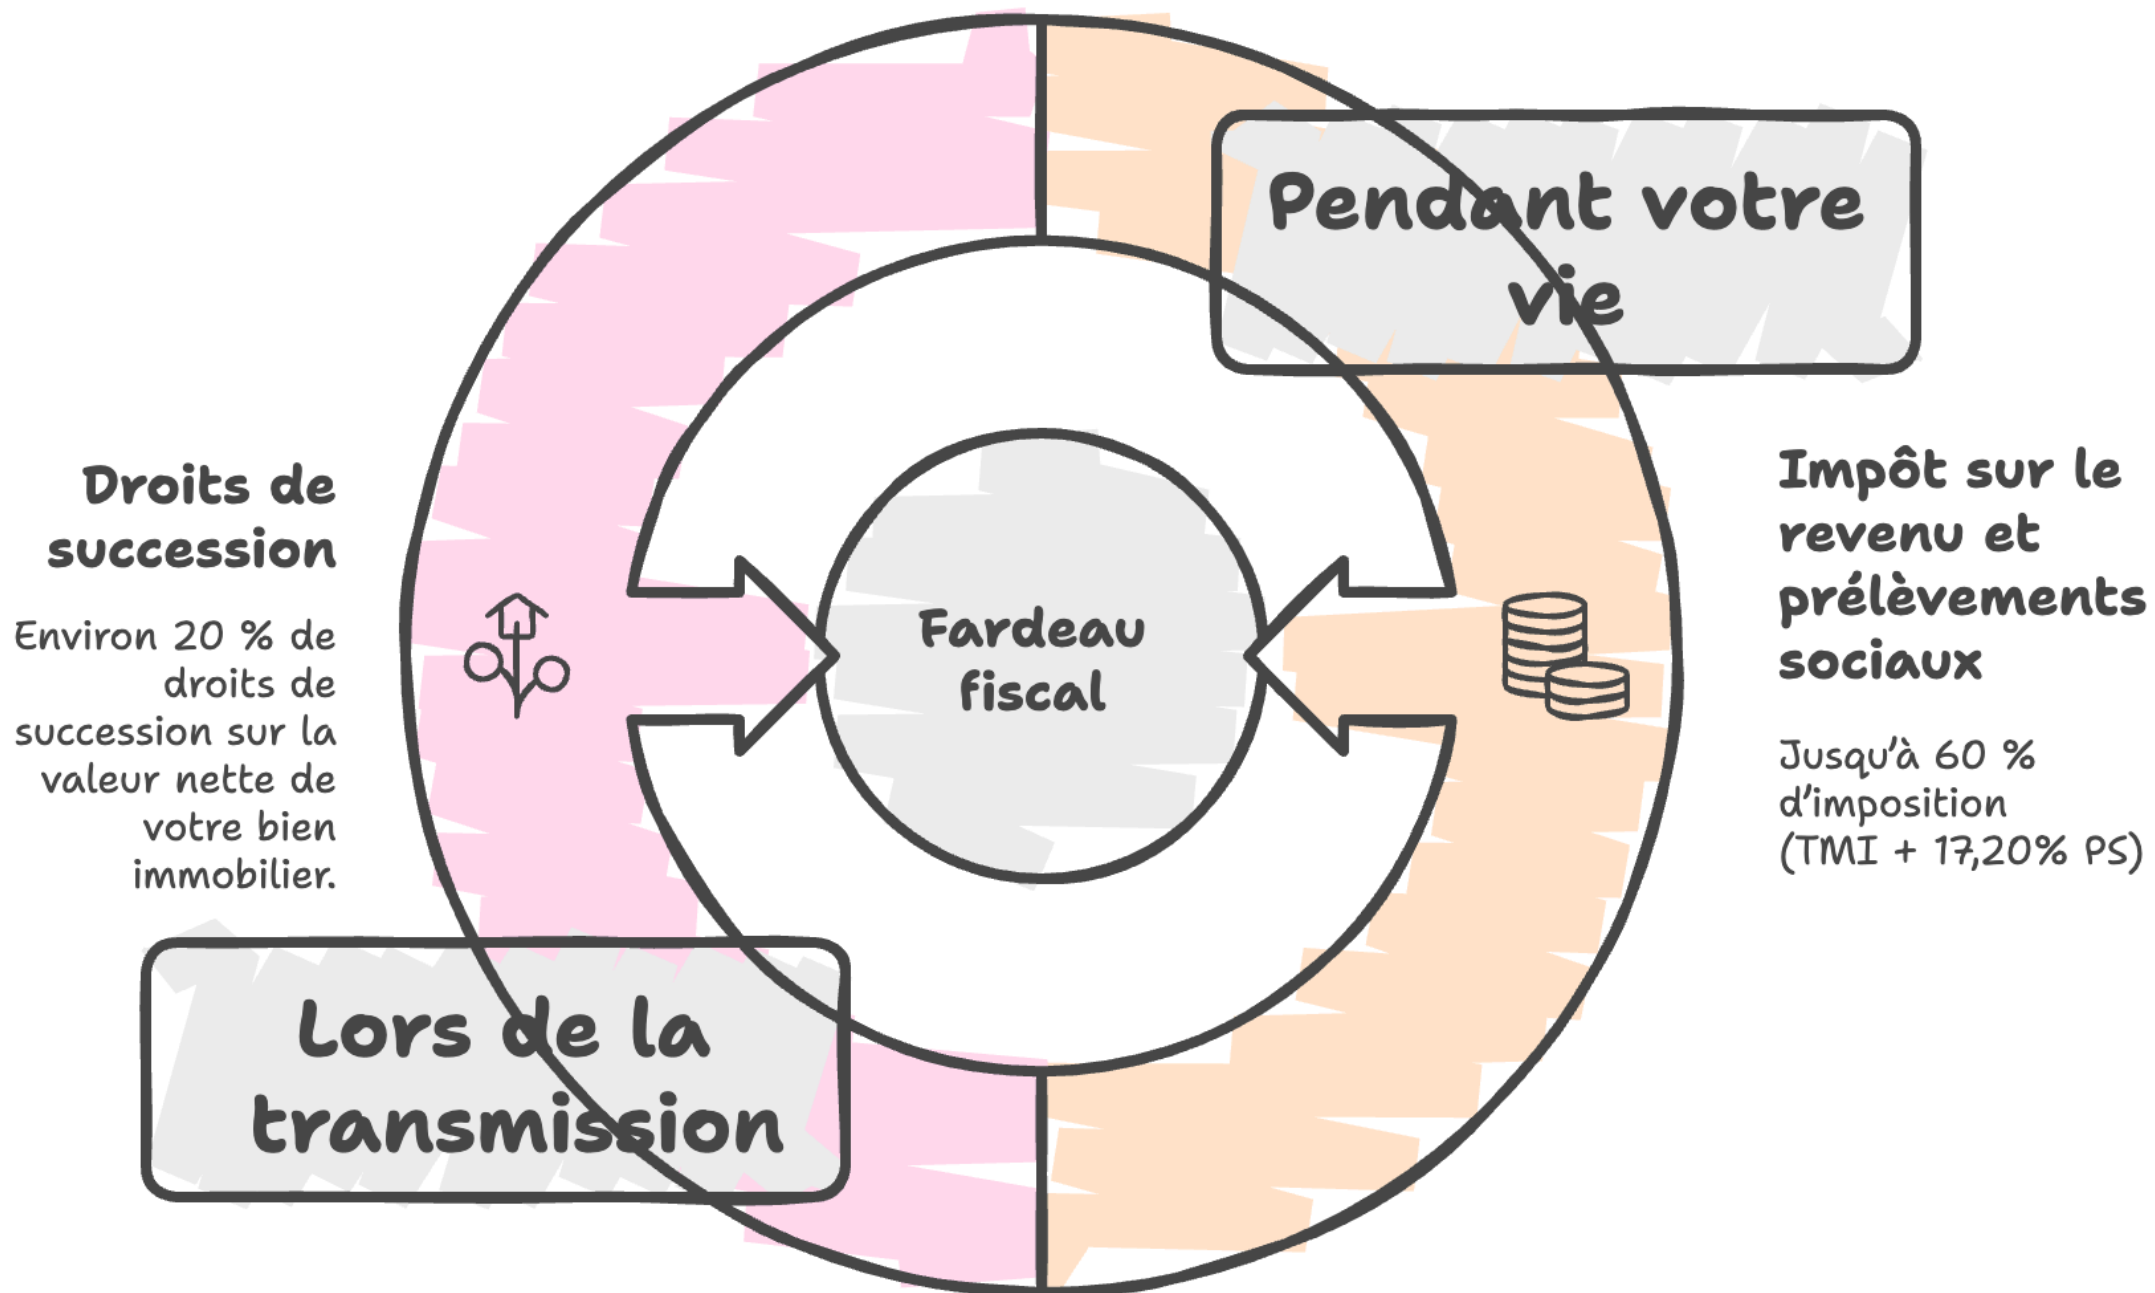 Pendant votre
vie
Droits de
succession
Environ 20 % de
droits de
succession sur la
valeur nette de
votre bien
immobilier.
Fardeau
fiscal
Impôt sur le
revenu et
prélèvements
sociaux
Jusqu'à 60 %
d'imposition
(TMI + 17,20% PS)
Lors de la
transmission